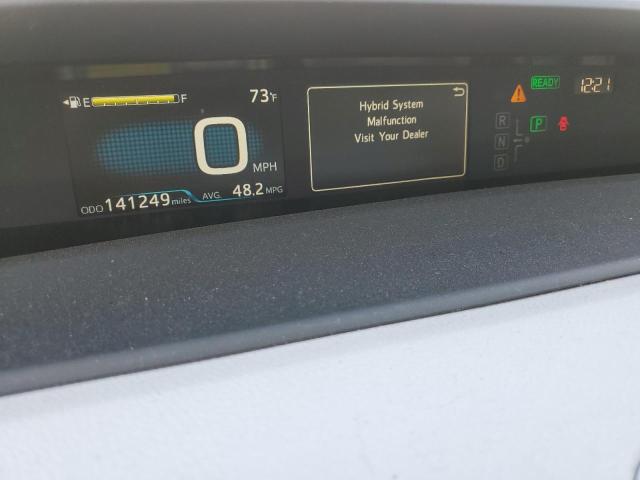 E F 73°F
0 MPH
ODO 141249 miles AVG. 48.2 MPG
Hybrid System
Malfunction
Visit Your Dealer
READY 12:21
R
N
D
P